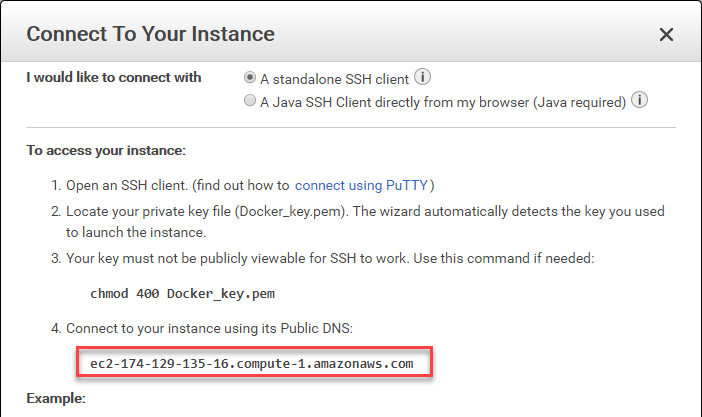 Connect To Your Instance
I would like to connect with
A standalone SSH client
A Java SSH Client directly from my browser (Java required)
To access your instance:
1. Open an SSH client. (find out how to connect using PuTTY)
2. Locate your private key file (Docker_key.pem). The wizard automatically detects the key you used
to launch the instance.
3. Your key must not be publicly viewable for SSH to work. Use this command if needed:
chmod 400 Docker_key.pem
4. Connect to your instance using its Public DNS:
ec2-174-129-135-16.compute-1.amazonaws.com
Example: